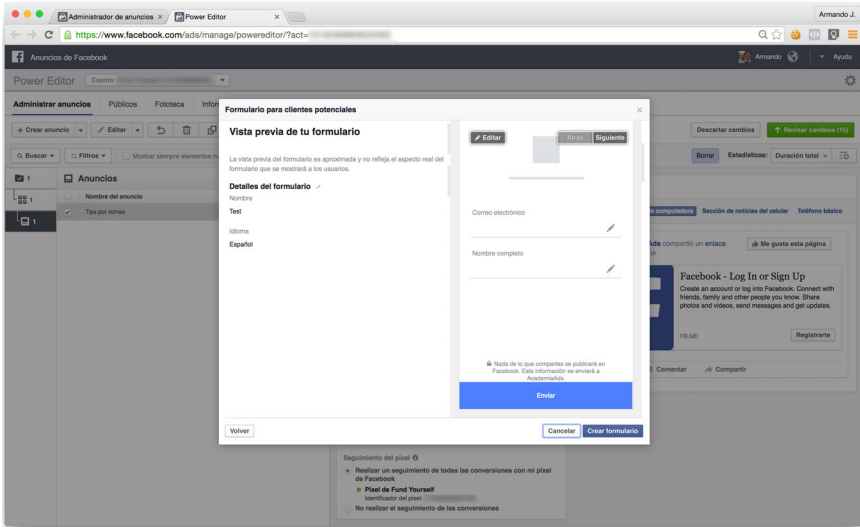 Administrador de anuncios
Power Editor
Armando J.
https://www.facebook.com/ads/manage/powereditor/?act=
Anuncios de Facebook
Armando
Ayuda
Power Editor
Cuenta:
Administrar anuncios
Públicos
Fototeca
Infor
+ Crear anuncio
Editar
Descartar cambios
Revisar cambios (15)
Buscar
Filtros
Mostrar siempre elementos nu
Borrar
Estadísticas:
Duración total
1
Anuncios
1
Nombre del anuncio
1
Tips por correo
Formulario para clientes potenciales
Vista previa de tu formulario
La vista previa del formulario es aproximada y no refleja el aspecto real del
formulario que se mostrará a los usuarios.
Detalles del formulario
Nombre
Test
Idioma
Español
Editar
Atrás
Siguiente
Correo electrónico
Nombre completo
Nada de lo que compartas se publicará en
Facebook. Esta información se enviará a
AcademiaAds.
Enviar
Volver
Cancelar
Crear formulario
computadora
Sección de noticias del celular
Teléfono básico
Ads compartió un enlace.
Me gusta esta página
Facebook - Log In or Sign Up
Create an account or log into Facebook. Connect with
friends, family and other people you know. Share
photos and videos, send messages and get updates.
FB.ME
Registrarte
Comentar
Compartir
Seguimiento del píxel
Realizar un seguimiento de todas las conversiones con mi píxel
de Facebook
Píxel de Fund Yourself
Identificador del píxel:
No realizar el seguimiento de las conversiones